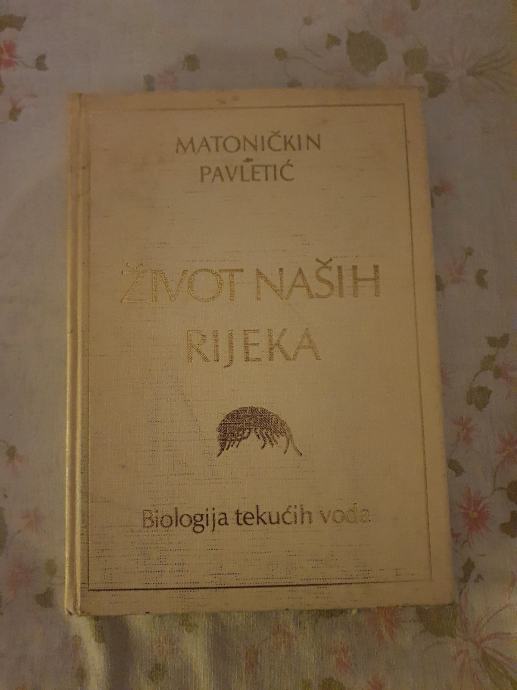 MATONIČKIN
PAVLETIĆ
ŽIVOT NAŠIH
RIJEKA
Biologija tekućih voda